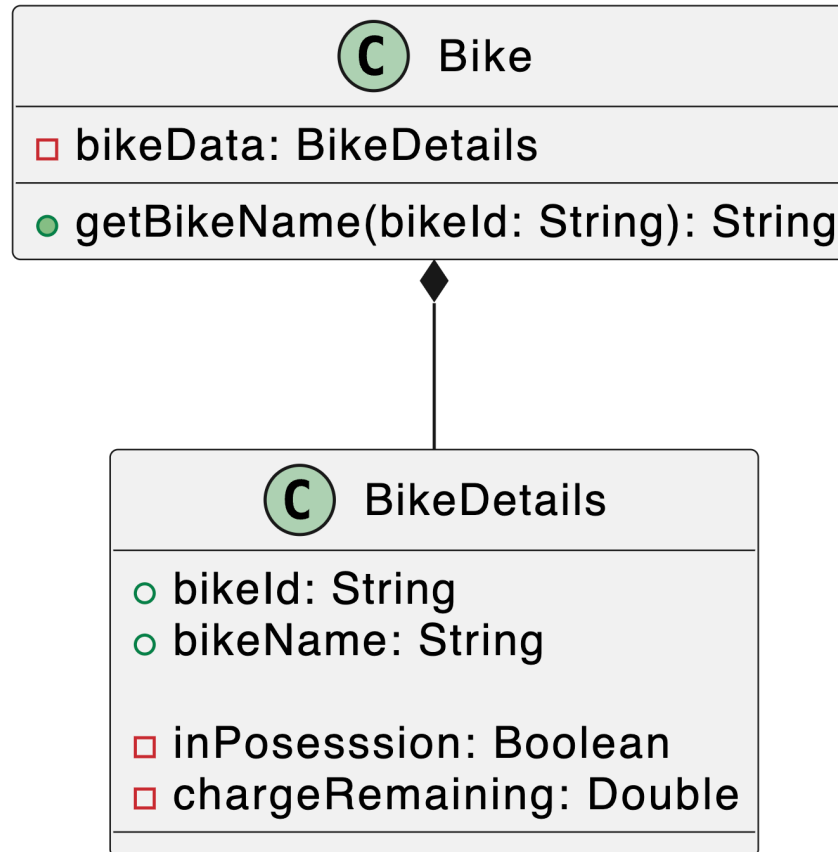 C Bike
bikeData: BikeDetails
getBikeName(bikeId: String): String
C BikeDetails
bikeId: String
bikeName: String
inPosesssion: Boolean
chargeRemaining: Double